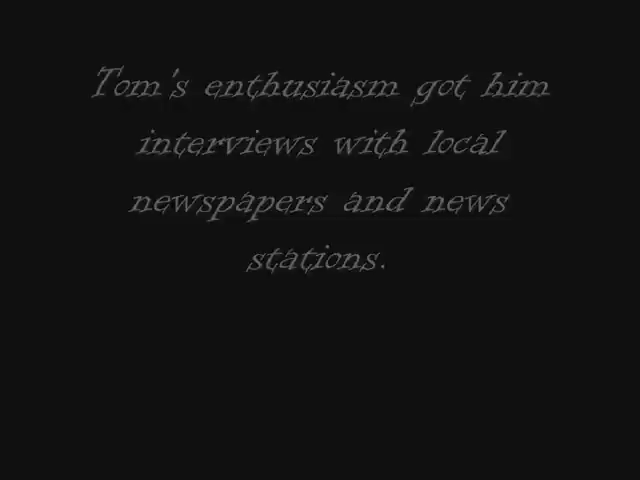 Tom's enthusiasm got him
interviews with local
newspapers and news
stations.